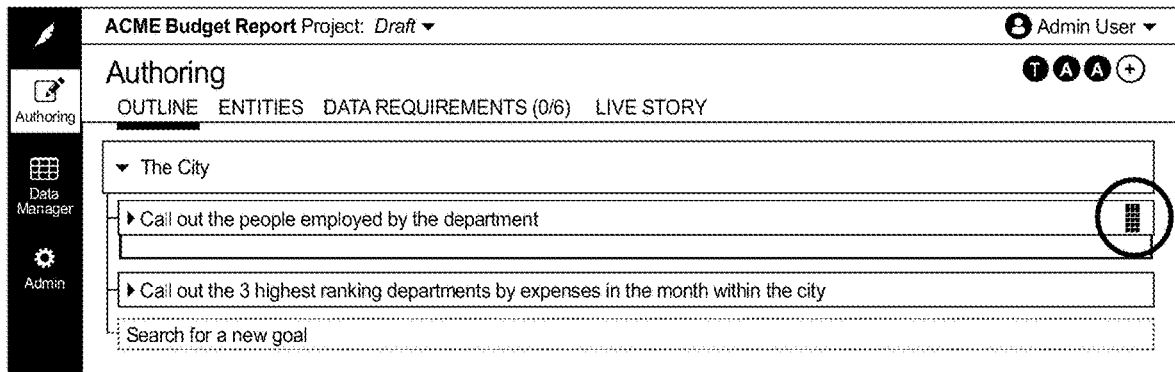 ACME Budget Report Project: Draft
Admin User
Authoring
T A A +
Authoring
OUTLINE ENTITIES DATA REQUIREMENTS (0/6) LIVE STORY
The City
Data
Manager
Call out the people employed by the department
Admin
Call out the 3 highest ranking departments by expenses in the month within the city
Search for a new goal